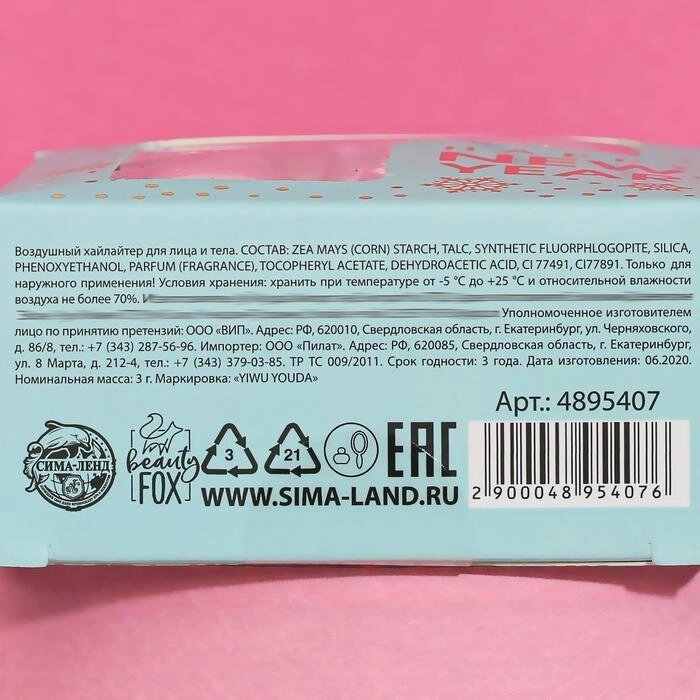 NEW
YEAR
Воздушный хайлайтер для лица и тела. СОСТАВ: ZEA MAYS (CORN) STARCH, TALC, SYNTHETIC FLUORPHLOGOPITE, SILICA,
PHENOXYETHANOL, PARFUM (FRAGRANCE), TOCOPHERYL ACETATE, DEHYDROACETIC ACID, CI 77491, CI77891. Только для
наружного применения! Условия хранения: хранить при температуре от -5 °C до +25 °C и относительной влажности
воздуха не более 70%.
Уполномоченное изготовителем
лицо по принятию претензий: ООО «ВИП». Адрес: РФ, 620010, Свердловская область, г. Екатеринбург, ул. Черняховского,
д. 86/8, тел.: +7 (343) 287-56-96. Импортер: ООО «Пилат». Адрес: РФ, 620085, Свердловская область, г. Екатеринбург,
ул. 8 Марта, д. 212-4, тел.: +7 (343) 379-03-85. ТР ТС 009/2011. Срок годности: 3 года. Дата изготовления: 06.2020.
Номинальная масса: 3 г. Маркировка: «YIWU YOUDA»
Арт.: 4895407
СИМА-ЛЕНД
beauty
FOX
3
21
EAC
WWW.SIMA-LAND.RU
2 900048 954076